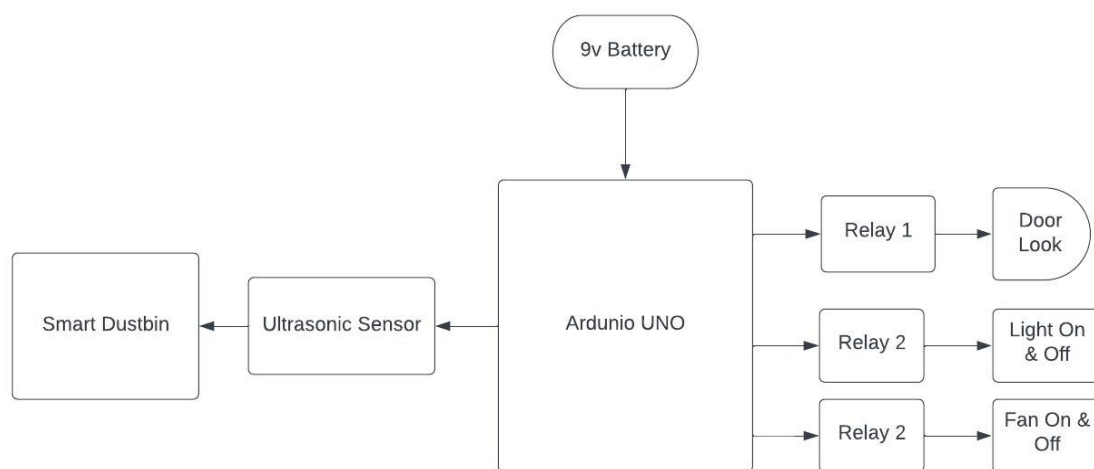 9v Battery
Relay 1
Door
Look
Smart Dustbin
Ultrasonic Sensor
Ardunio UNO
Relay 2
Light On
& Off
Relay 2
Fan On &
Off